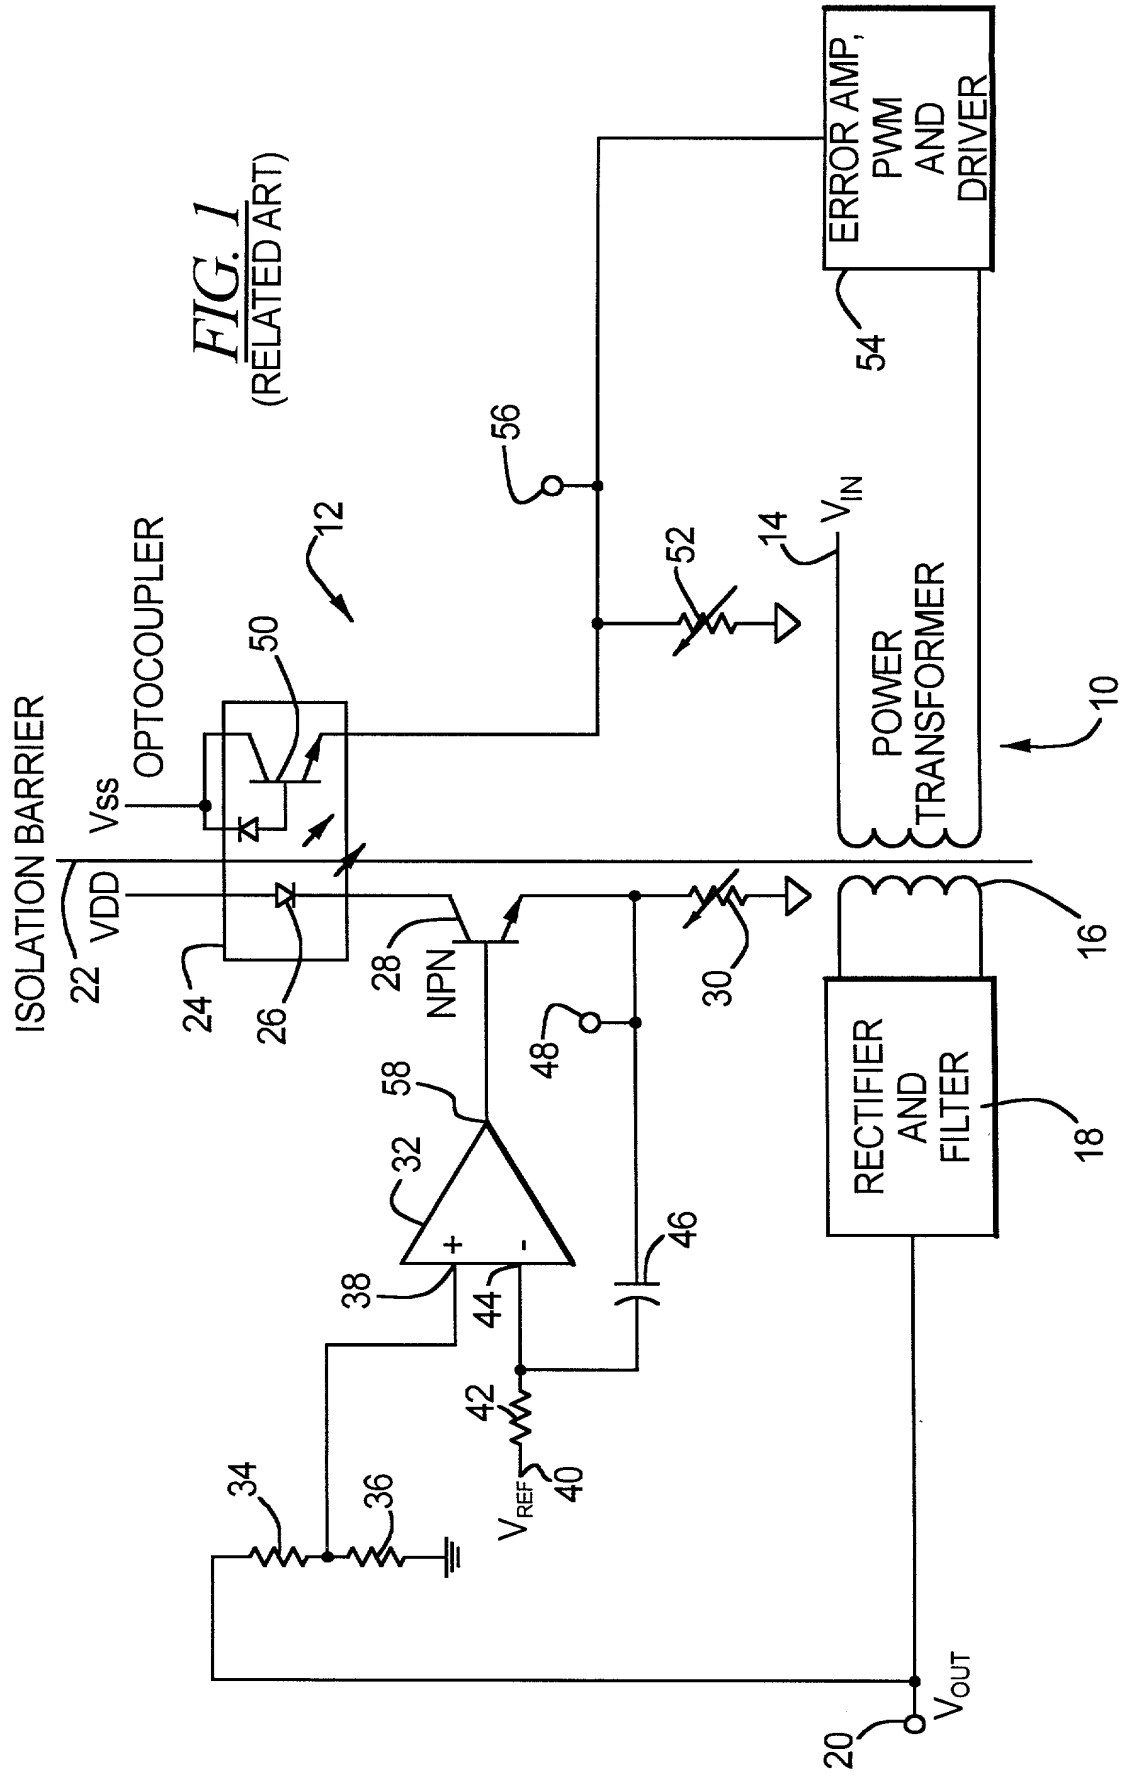 FIG. 1
(RELATED ART)
ISOLATION BARRIER
22
VDD
Vss
OPTOCOUPLER
24
26
50
12
28
NPN
58
32
38
+
-
44
34
36
42
40
VREF
46
48
30
52
56
14
VIN
POWER
TRANSFORMER
10
16
RECTIFIER
AND
FILTER
18
ERROR AMP,
PWM
AND
DRIVER
54
20
VOUT